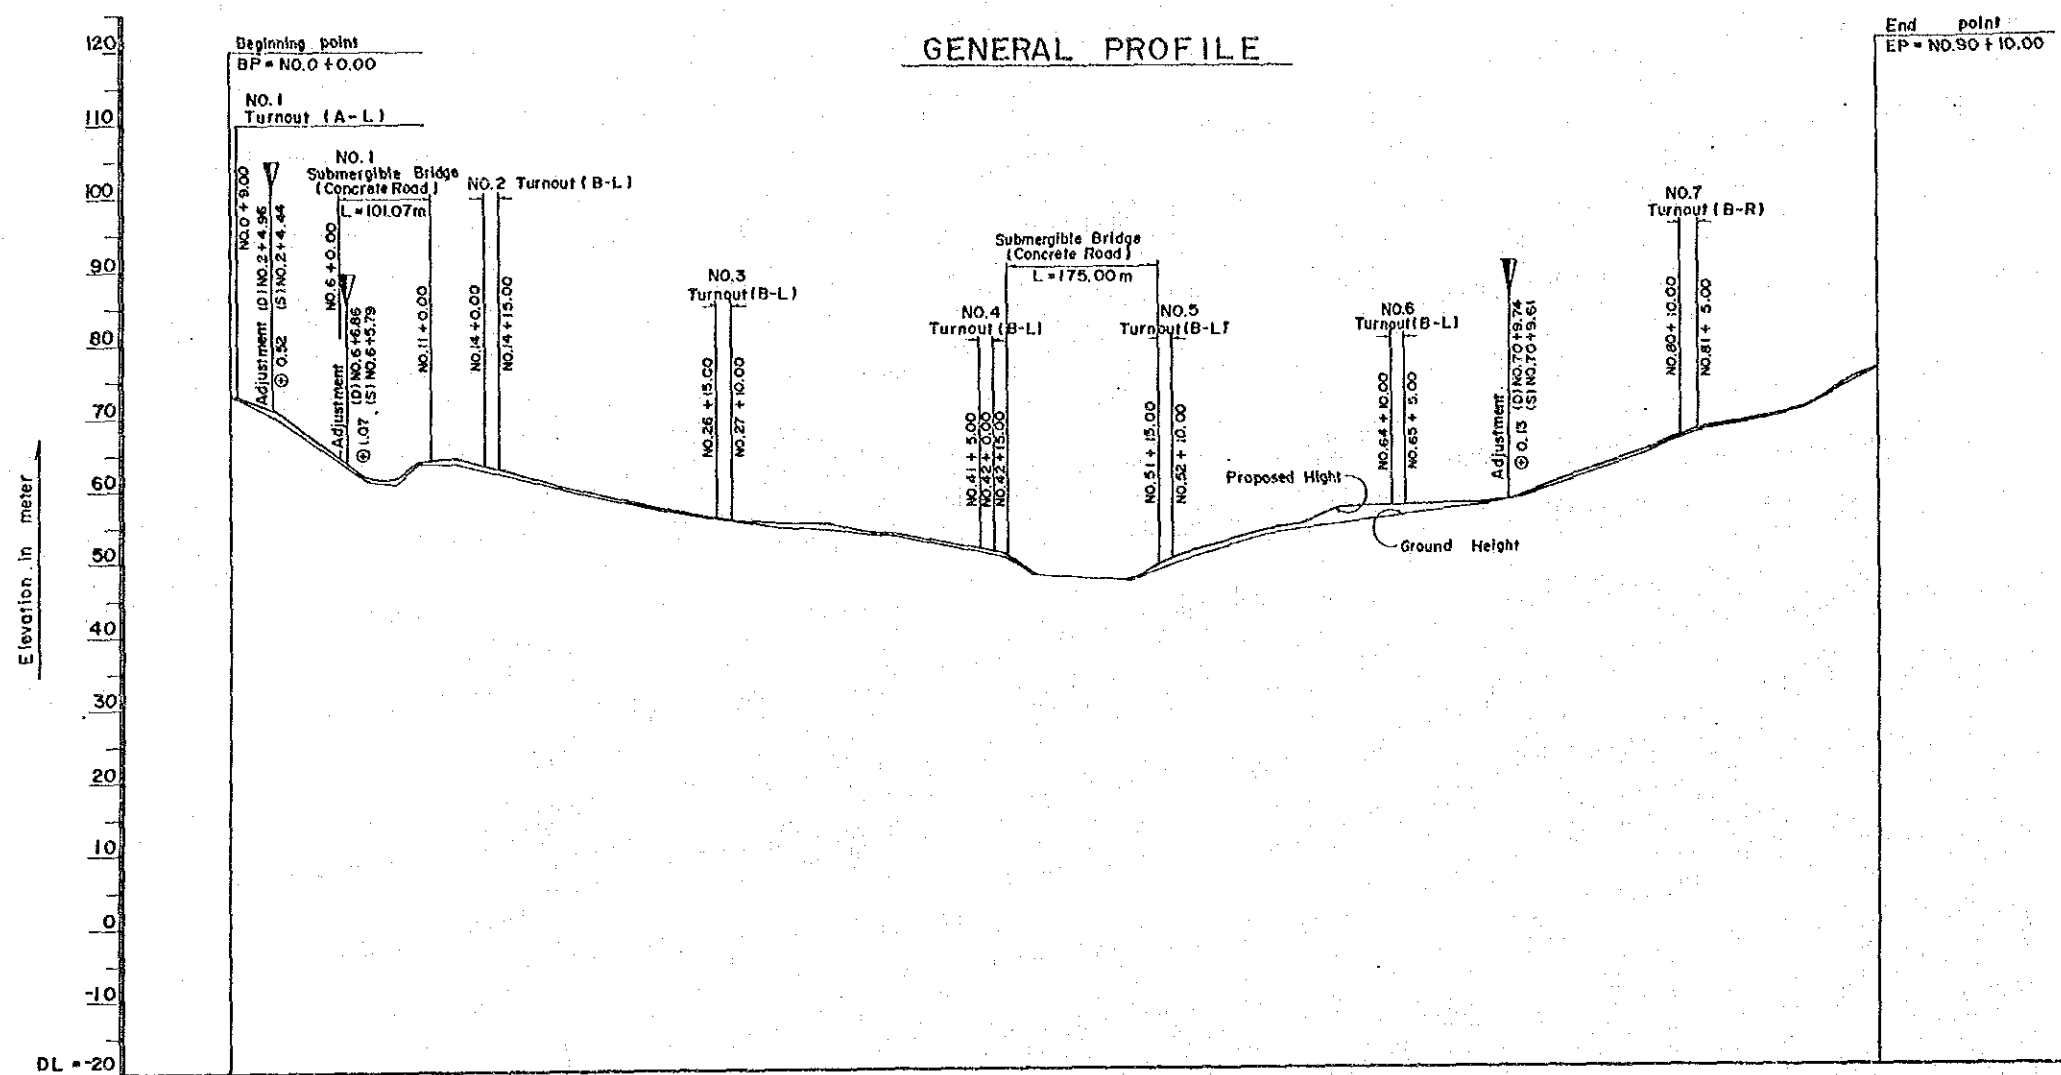 GENERAL PROFILE
Beginning point
BP = NO.0 + 0.00
End point
EP = NO.90 + 10.00
NO.1
Turnout (A-L)
NO.0 + 9.00
Adjustment (D) NO.2 + 4.96
⊕ 0.52 (S) NO.2 + 4.44
NO.1
Submergible Bridge
(Concrete Road)
L = 101.07m
NO.6 + 0.00
Adjustment (D) NO.6 + 6.86
⊕ 1.07, (S) NO.6 + 5.79
NO.11 + 0.00
NO.2 Turnout (B-L)
NO.14 + 0.00
NO.14 + 15.00
NO.3
Turnout (B-L)
NO.26 + 15.00
NO.27 + 10.00
NO.4
Turnout (B-L)
NO.41 + 5.00
NO.42 + 0.00
NO.42 + 15.00
Submergible Bridge
(Concrete Road)
L = 175.00 m
NO.5
Turnout (B-L)
NO.51 + 15.00
NO.52 + 10.00
Proposed Hight
Ground Height
NO.6
Turnout (B-L)
NO.64 + 10.00
NO.65 + 5.00
Adjustment (D) NO.70 + 9.74
⊕ 0.13 (S) NO.70 + 9.61
NO.7
Turnout (B-R)
NO.80 + 10.00
NO.81 + 5.00
Elevation in meter
120
110
100
90
80
70
60
50
40
30
20
10
0
-10
DL = -20